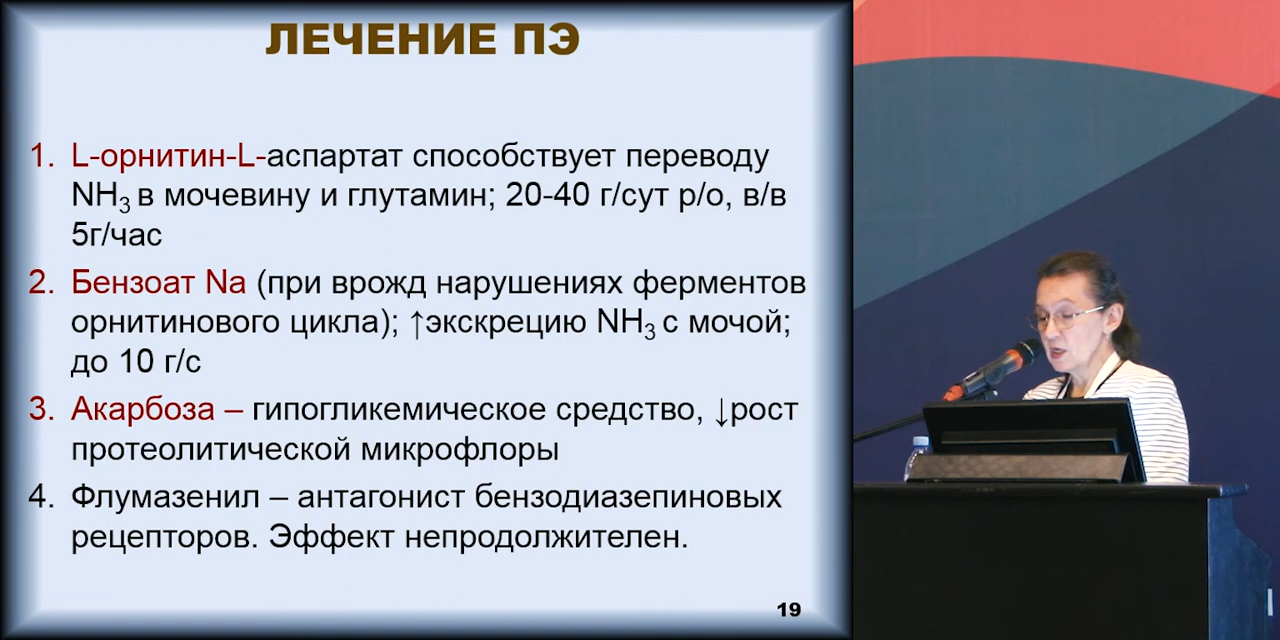 ЛЕЧЕНИЕ ПЭ
1. L-орнитин-L-аспартат способствует переводу
NH₃ в мочевину и глутамин; 20-40 г/сут р/о, в/в
5г/час
2. Бензоат Na (при врожд нарушениях ферментов
орнитинового цикла); ↑экскрецию NH₃ с мочой;
до 10 г/с
3. Акарбоза – гипогликемическое средство, ↓рост
протеолитической микрофлоры
4. Флумазенил – антагонист бензодиазепиновых
рецепторов. Эффект непродолжителен.
19